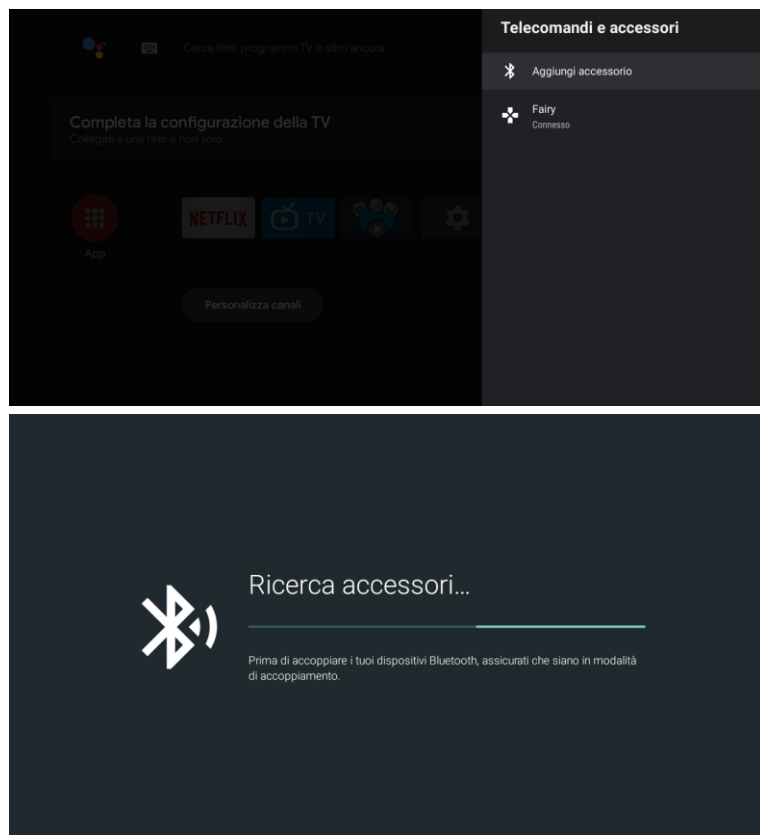 Telecomandi e accessori
Cerca film, programmi TV e altro ancora
Aggiungi accessorio
Completa la configurazione della TV
Collegati a una rete e non solo
Fairy
Connesso
NETFLIX
TV
App
Personalizza canali
Ricerca accessori...
Prima di accoppiare i tuoi dispositivi Bluetooth, assicurati che siano in modalità
di accoppiamento.